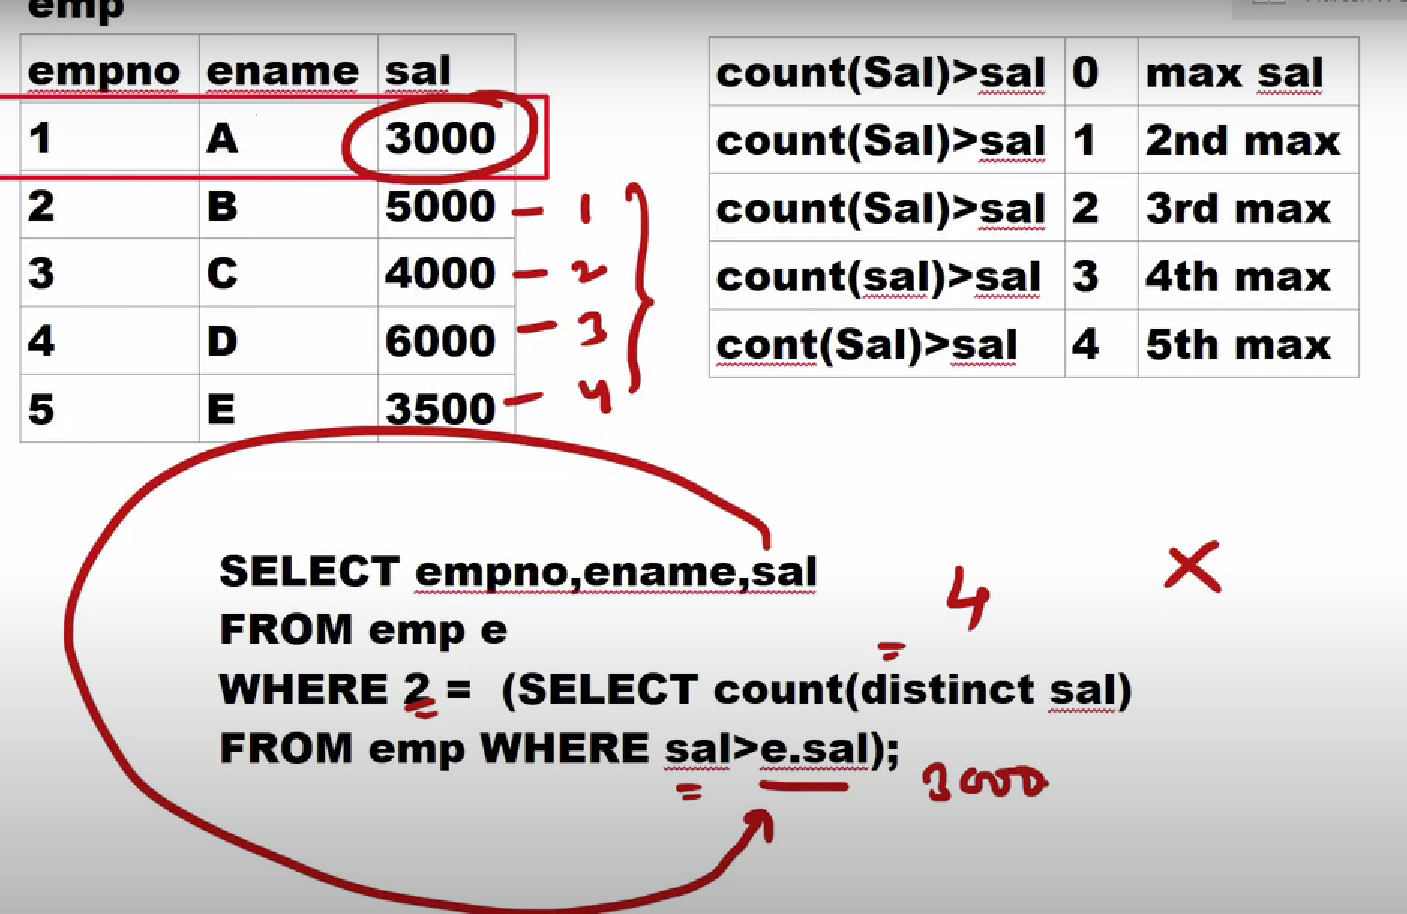 emp
empno ename sal
1 A 3000
2 B 5000 - 1
3 C 4000 - 2
4 D 6000 - 3
5 E 3500 - 4
count(Sal)>sal 0 max sal
count(Sal)>sal 1 2nd max
count(Sal)>sal 2 3rd max
count(sal)>sal 3 4th max
cont(Sal)>sal 4 5th max
SELECT empno,ename,sal
FROM emp e
4
WHERE 2 = (SELECT count(distinct sal)
FROM emp WHERE sal>e.sal);
3000